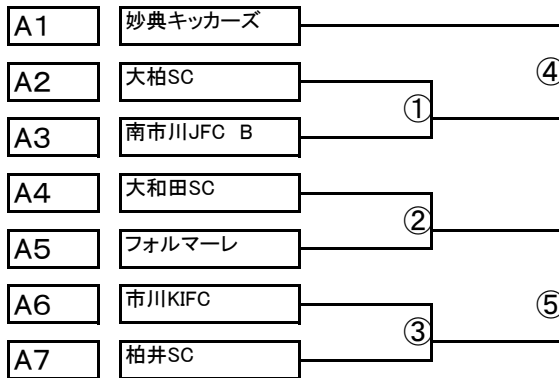 A1 妙典キッカーズ
④
A2 大柏SC
①
A3 南市川JFC B
A4 大和田SC
②
A5 フォルマーレ
A6 市川KIFC
⑤
③
A7 柏井SC